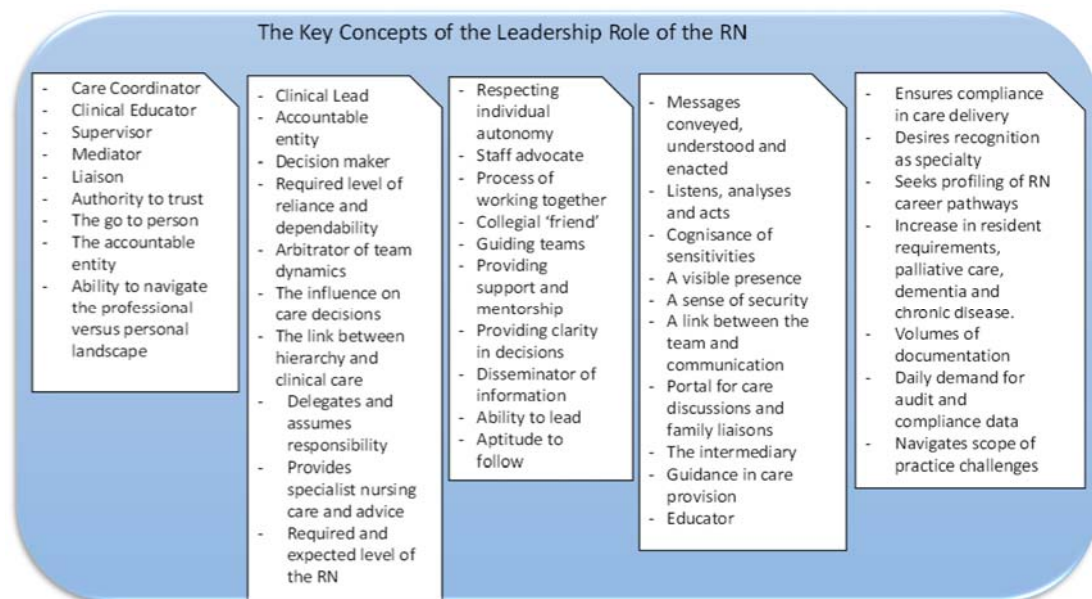 The Key Concepts of the Leadership Role of the RN
- Care Coordinator
- Clinical Educator
- Supervisor
- Mediator
- Liaison
- Authority to trust
- The go to person
- The accountable
entity
- Ability to navigate
the professional
versus personal
landscape
- Clinical Lead
- Accountable
entity
- Decision maker
- Required level of
reliance and
dependability
- Arbitrator of team
dynamics
- The influence on
care decisions
- The link between
hierarchy and
clinical care
- Delegates and
assumes
responsibility
- Provides
specialist nursing
care and advice
- Required and
expected level of
the RN
- Respecting
individual
autonomy
- Staff advocate
- Process of
working together
- Collegial ‘friend’
- Guiding teams
- Providing
support and
mentorship
- Providing clarity
in decisions
- Disseminator of
information
- Ability to lead
- Aptitude to
follow
- Messages
conveyed,
understood and
enacted
- Listens, analyses
and acts
- Cognisance of
sensitivities
- A visible presence
- A sense of security
- A link between the
team and
communication
- Portal for care
discussions and
family liaisons
- The intermediary
- Guidance in care
provision
- Educator
- Ensures compliance
in care delivery
- Desires recognition
as specialty
- Seeks profiling of RN
career pathways
- Increase in resident
requirements,
palliative care,
dementia and
chronic disease.
- Volumes of
documentation
- Daily demand for
audit and
compliance data
- Navigates scope of
practice challenges